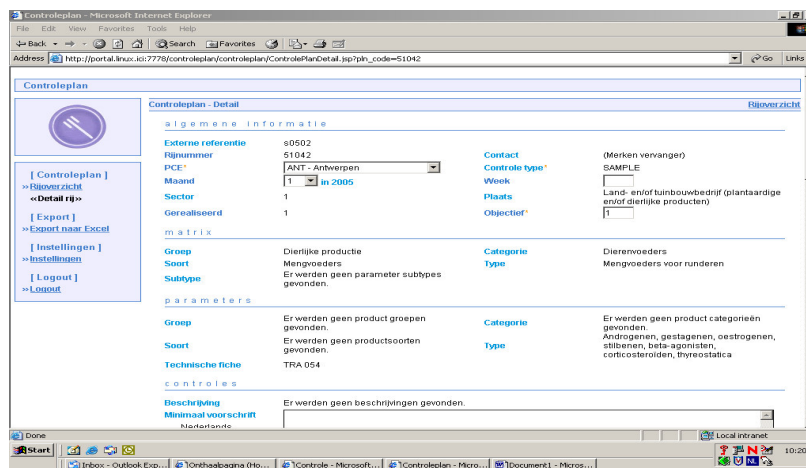 Controleplan - Microsoft Internet Explorer
File Edit View Favorites Tools Help
Back Search Favorites
Address http://portal.linux.ici:7778/controleplan/controleplan/ControlePlanDetail.jsp?pln_code=51042 Go Links
Controleplan
Controleplan - Detail Rijoverzicht
algemene informatie
Externe referentie s0502
Rijnummer 51042 Contact (Merken vervanger)
PCE* ANT - Antwerpen Controle type* SAMPLE
Maand 1 in 2005 Week
Sector 1 Plaats Land- en/of tuinbouwbedrijf (plantaardige en/of dierlijke producten)
Gerealiseerd 1 Objectief* 1
[ Controleplan ]
»Rijoverzicht
«Detail rij»
[ Export ]
»Export naar Excel
[ Instellingen ]
»Instellingen
[ Logout ]
»Logout
matrix
Groep Dierlijke productie Categorie Dierenvoeders
Soort Mengvoeders Type Mengvoeders voor runderen
Subtype Er werden geen parameter subtypes gevonden.
parameters
Groep Er werden geen product groepen gevonden. Categorie Er werden geen product categorieën gevonden.
Soort Er werden geen productsoorten gevonden. Type Androgenen, gestagenen, oestrogenen, stilbenen, beta-agonisten, corticosteroïden, thyreostatica
Technische fiche TRA 054
controles
Beschrijving Er werden geen beschrijvingen gevonden.
Minimaal voorschrift
Nederlands
Done Local intranet
Start 10:20
Inbox - Outlook Exp... Onthaalpagina (Ho... Controle - Microsoft... Controleplan - Micro... Document1 - Micros...